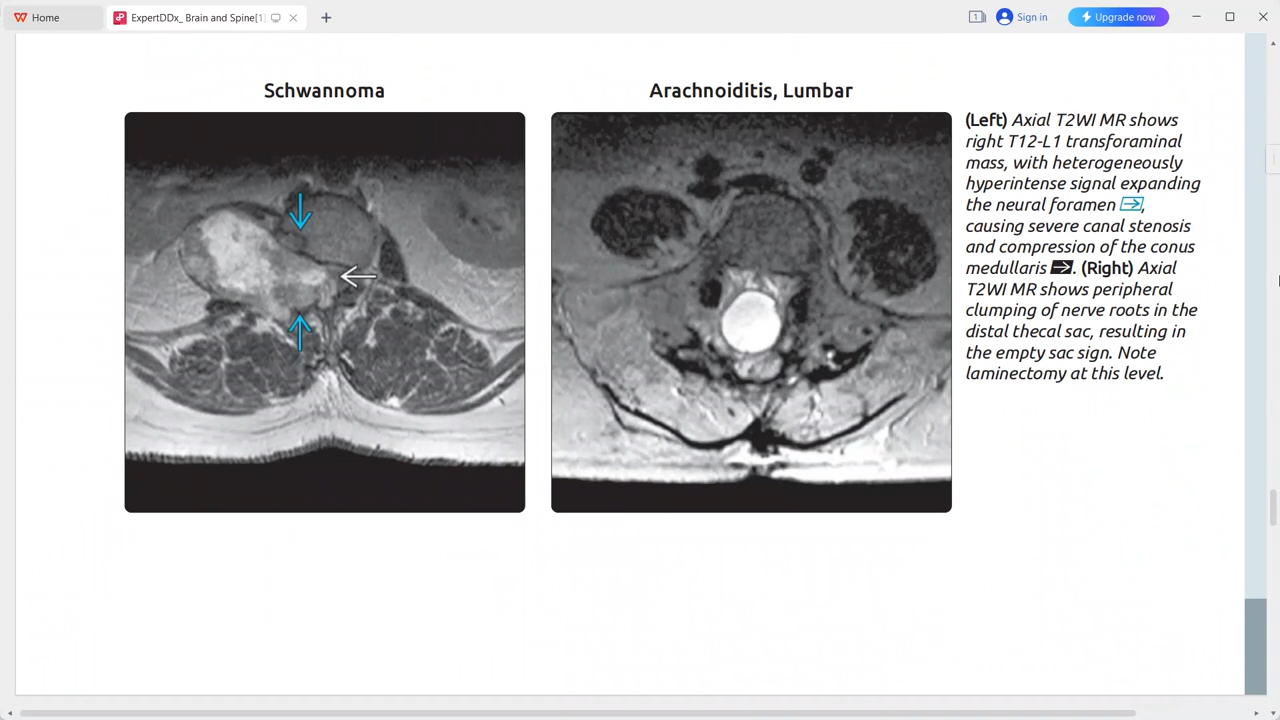 Home
ExpertDDx_ Brain and Spine[1]
1
Sign in
Upgrade now
Schwannoma
Arachnoiditis, Lumbar
(Left) Axial T2WI MR shows
right T12-L1 transforaminal
mass, with heterogeneously
hyperintense signal expanding
the neural foramen ,
causing severe canal stenosis
and compression of the conus
medullaris . (Right) Axial
T2WI MR shows peripheral
clumping of nerve roots in the
distal thecal sac, resulting in
the empty sac sign. Note
laminectomy at this level.